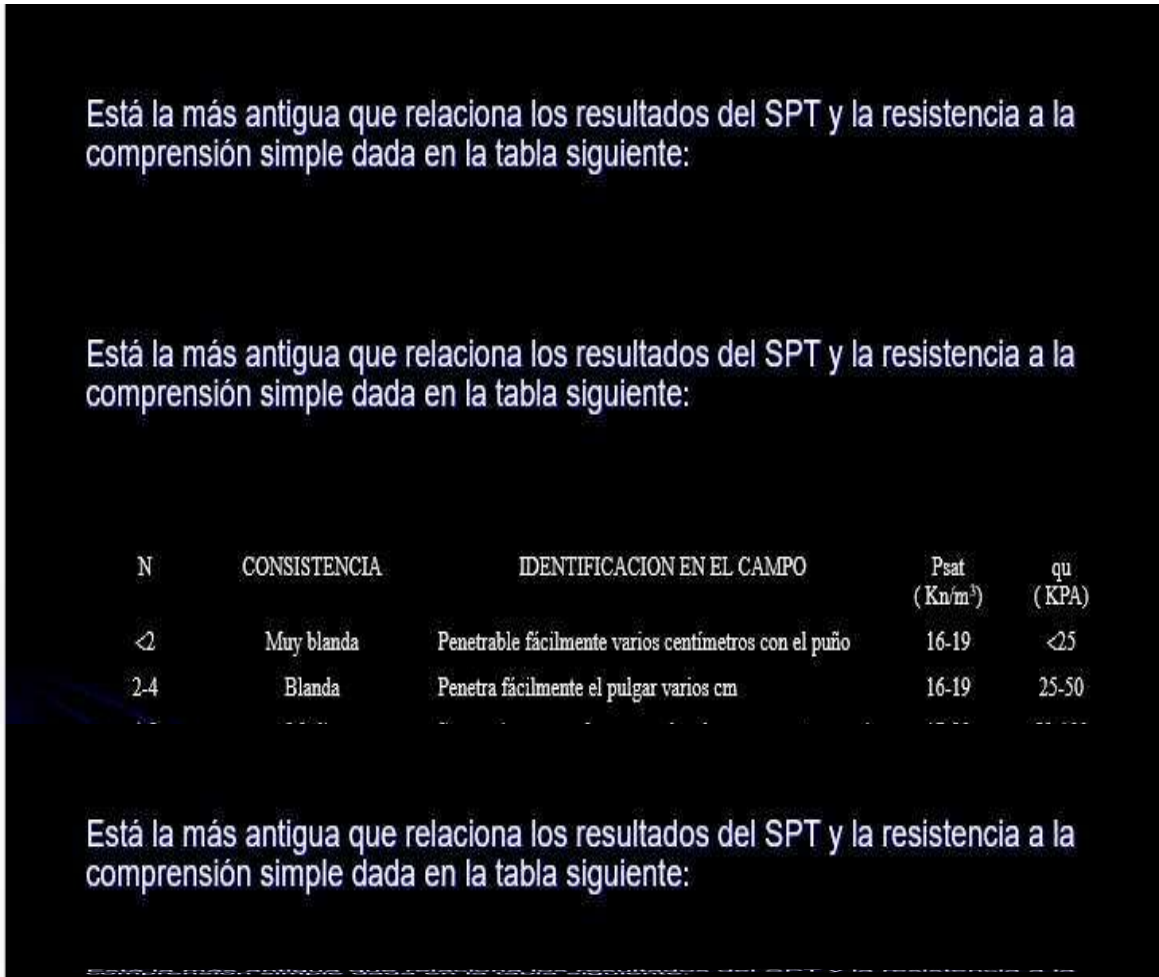 Está la más antigua que relaciona los resultados del SPT y la resistencia a la
comprensión simple dada en la tabla siguiente:
Está la más antigua que relaciona los resultados del SPT y la resistencia a la
comprensión simple dada en la tabla siguiente:
N CONSISTENCIA IDENTIFICACION EN EL CAMPO Psat qu
( Kn/m³) ( KPA)
<2 Muy blanda Penetrable fácilmente varios centímetros con el puño 16-19 <25
2-4 Blanda Penetra fácilmente el pulgar varios cm 16-19 25-50
Está la más antigua que relaciona los resultados del SPT y la resistencia a la
comprensión simple dada en la tabla siguiente: